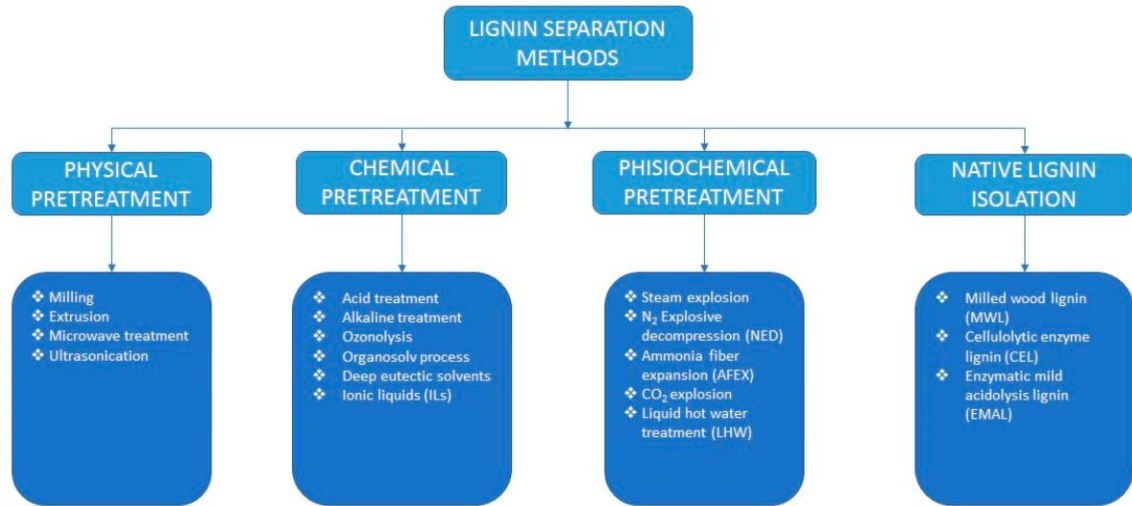 LIGNIN SEPARATION
METHODS
PHYSICAL
PRETREATMENT
❖ Milling
❖ Extrusion
❖ Microwave treatment
❖ Ultrasonication
CHEMICAL
PRETREATMENT
❖ Acid treatment
❖ Alkaline treatment
❖ Ozonolysis
❖ Organosolv process
❖ Deep eutectic solvents
❖ Ionic liquids (ILs)
PHISIOCHEMICAL
PRETREATMENT
❖ Steam explosion
❖ N₂ Explosive
decompression (NED)
❖ Ammonia fiber
expansion (AFEX)
❖ CO₂ explosion
❖ Liquid hot water
treatment (LHW)
NATIVE LIGNIN
ISOLATION
❖ Milled wood lignin
(MWL)
❖ Cellulolytic enzyme
lignin (CEL)
❖ Enzymatic mild
acidolysis lignin
(EMAL)